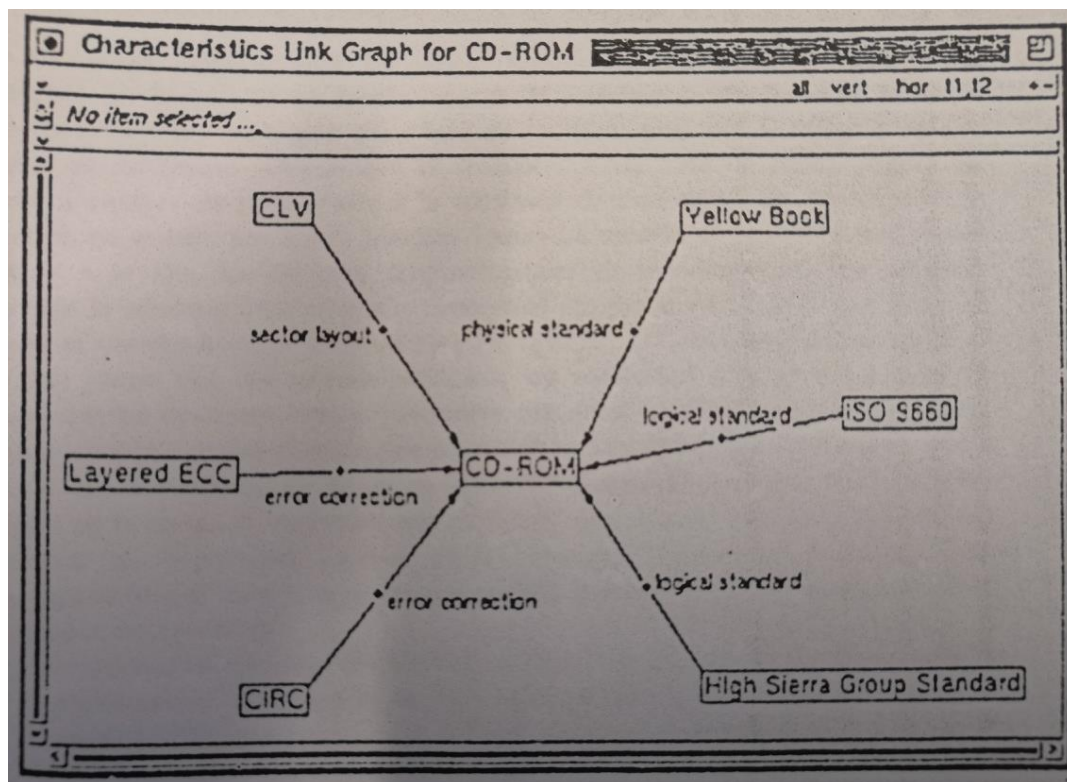 Characteristics Link Graph for CD-ROM
all vert hor 11,12 + -
No item selected...
CLV
Yellow Book
sector layout
physical standard
logical standard
ISO 9660
Layered ECC
CD-ROM
error correction
logical standard
error correction
CIRC
High Sierra Group Standard